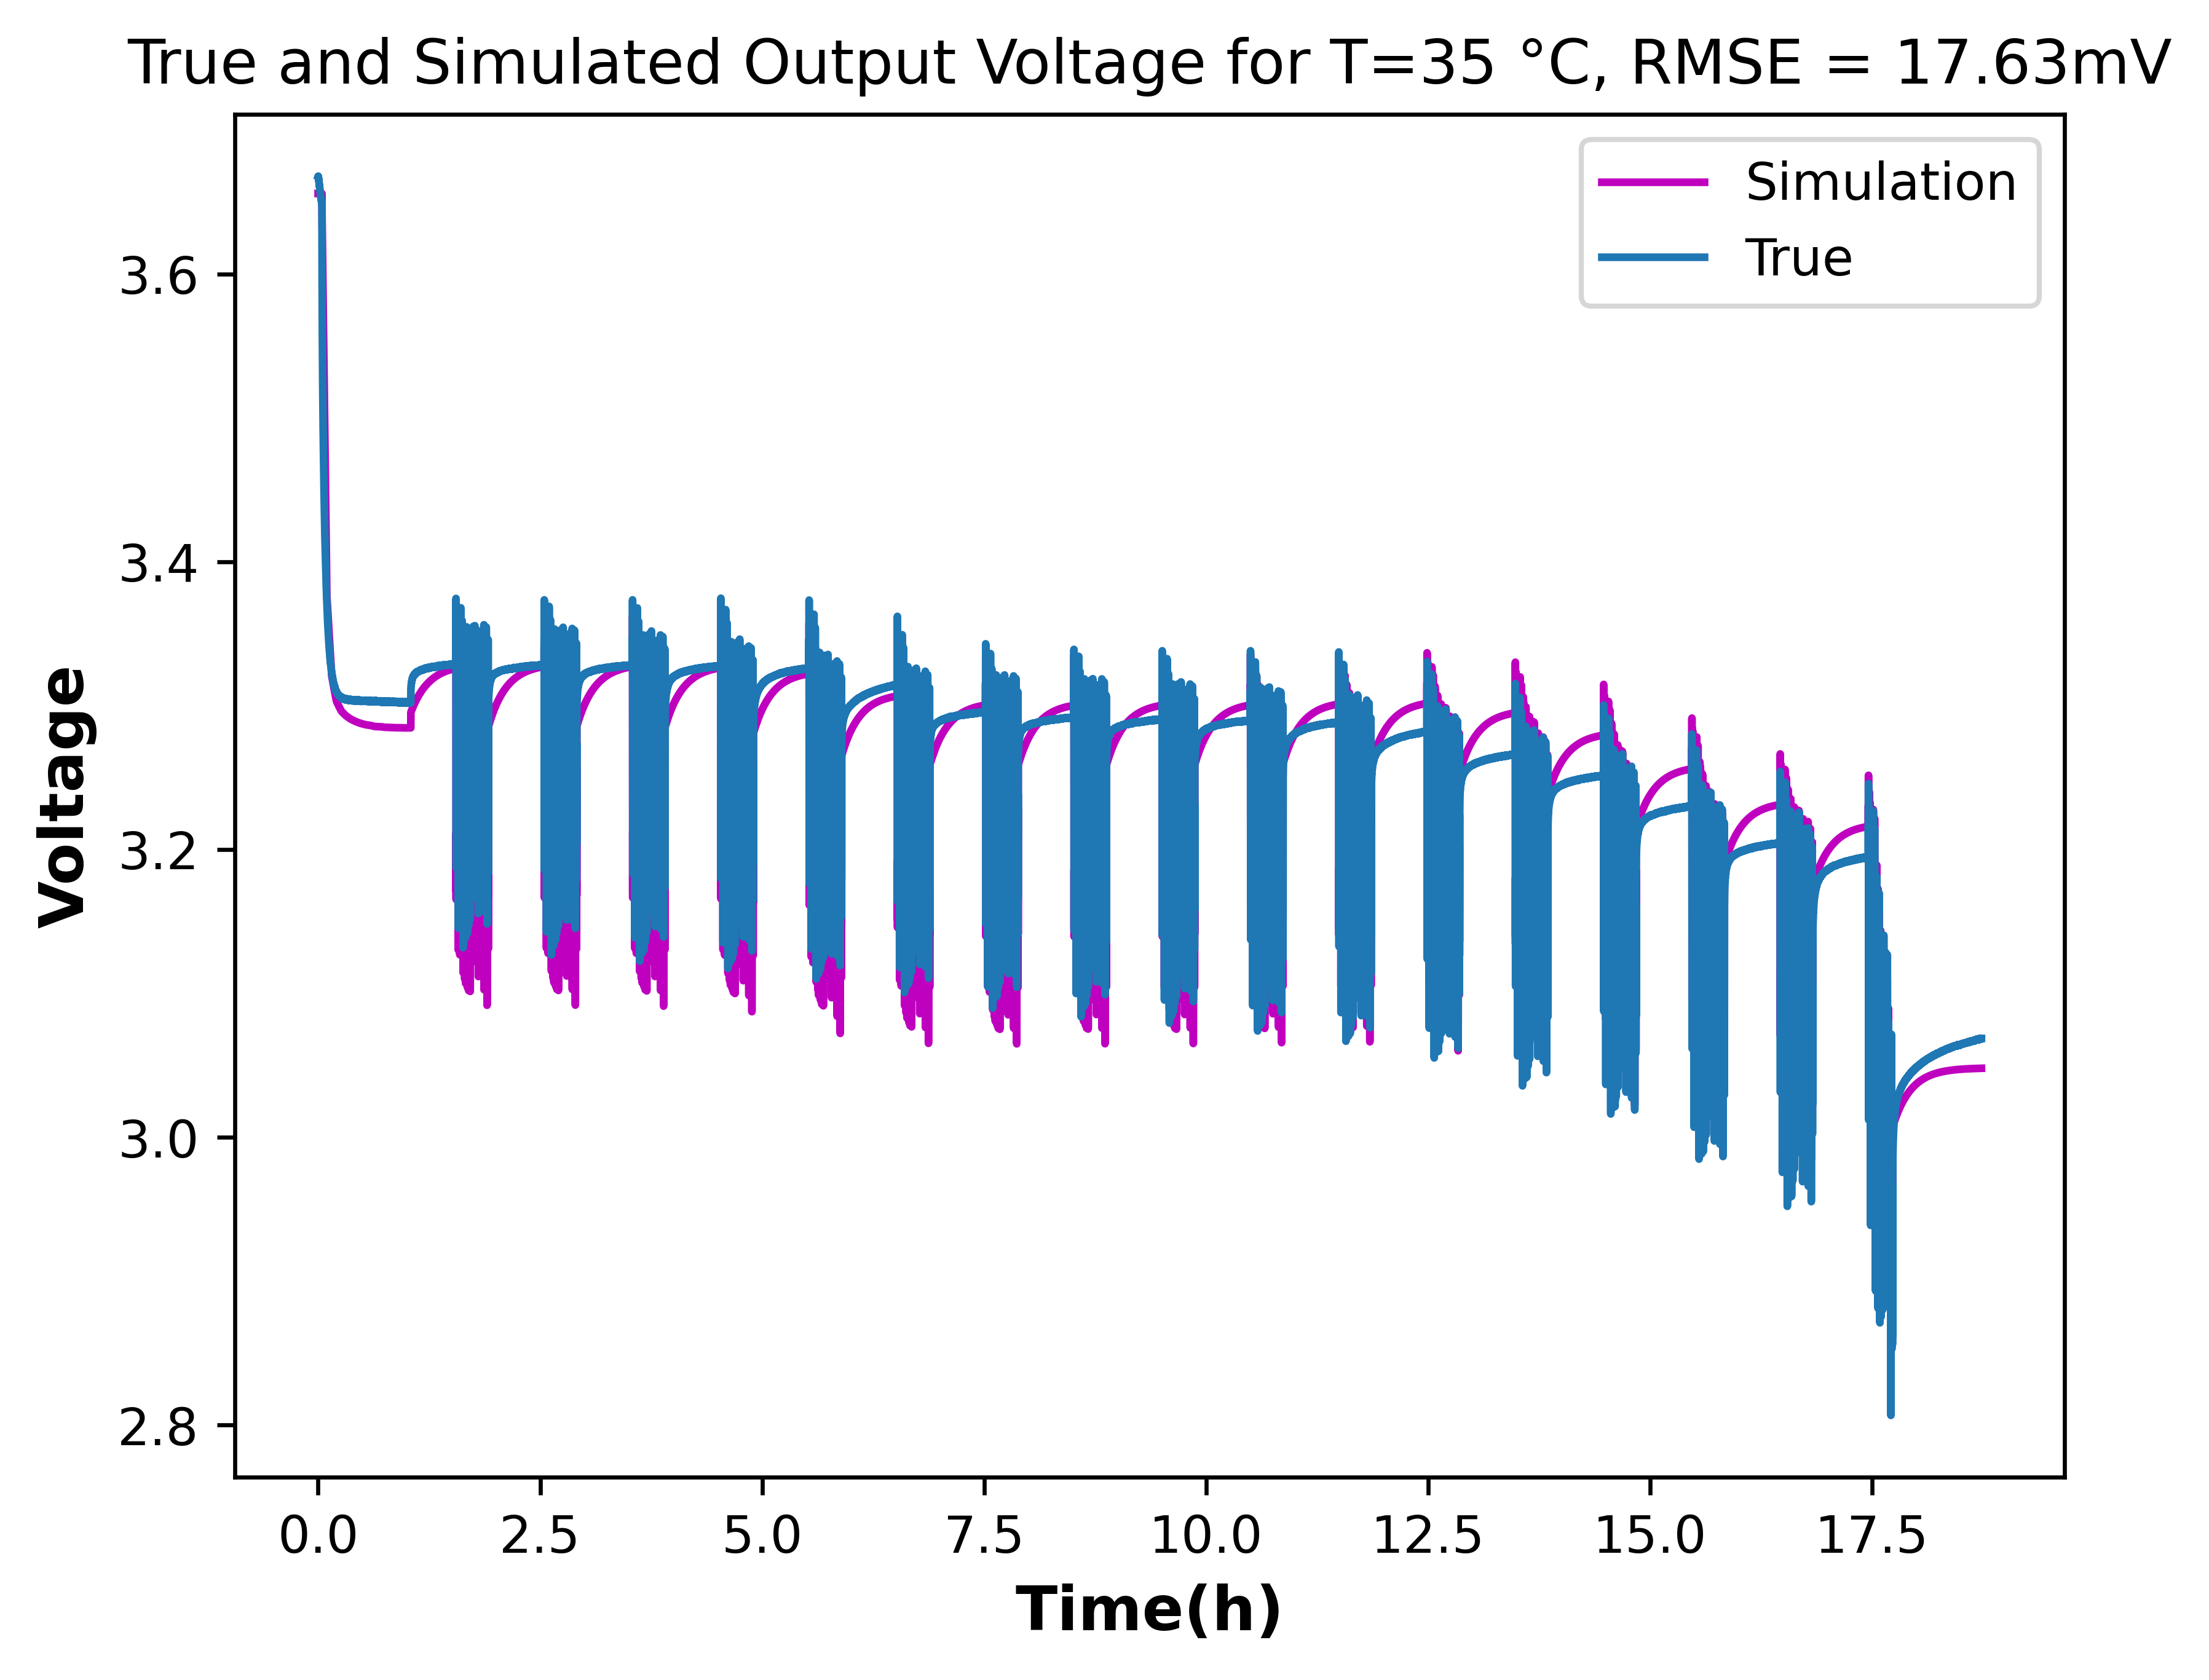 True and Simulated Output Voltage for T=35 °C, RMSE = 17.63mV
Simulation
True
Voltage
3.6
3.4
3.2
3.0
2.8
0.0 2.5 5.0 7.5 10.0 12.5 15.0 17.5
Time(h)